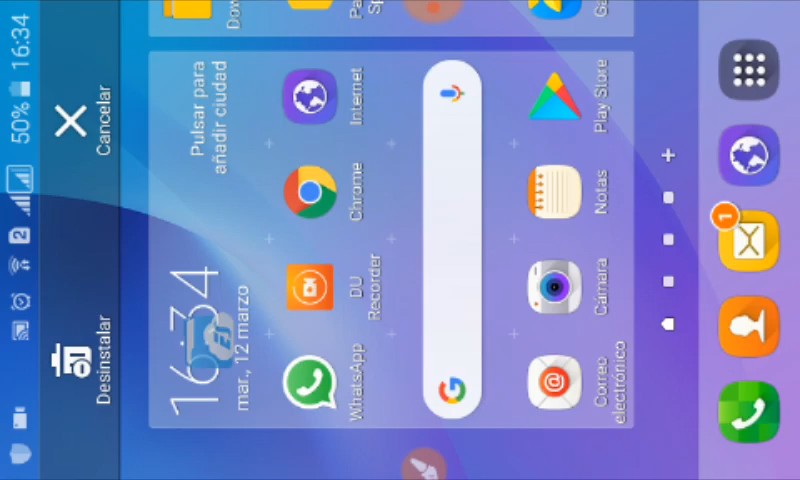 2
50%
16:34
Desinstalar
Cancelar
16:34
mar., 12 marzo
Pulsar para
añadir ciudad
WhatsApp
DU
Recorder
Chrome
Internet
Correo
electrónico
Cámara
Notas
Play Store
1